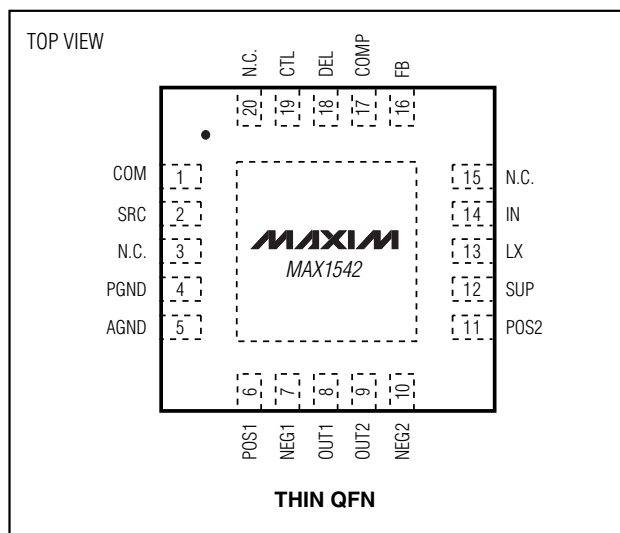 TOP VIEW
N.C. CTL DEL COMP FB
20 19 18 17 16
COM 1
SRC 2
N.C. 3
PGND 4
AGND 5
MAXIM
MAX1542
15 N.C.
14 IN
13 LX
12 SUP
11 POS2
6 7 8 9 10
POS1 NEG1 OUT1 OUT2 NEG2
THIN QFN